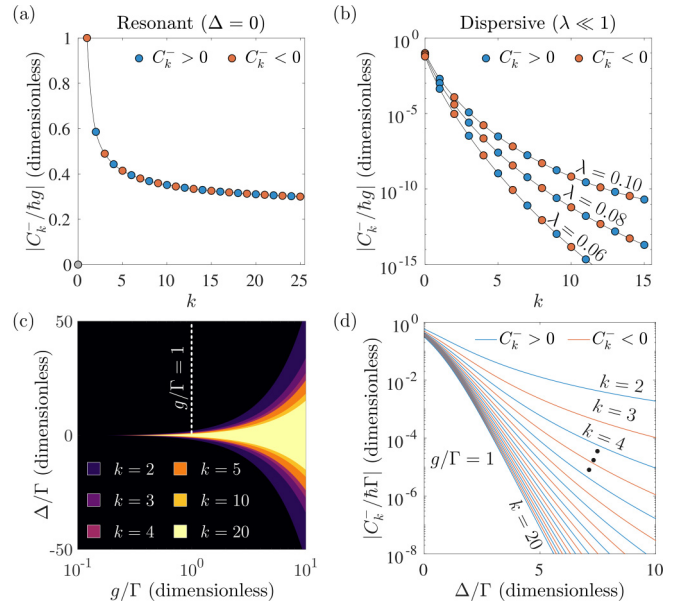 (a) Resonant (Δ = 0)
|C_k^-/ħg| (dimensionless)
1
0.8
0.6
0.4
0.2
0
C_k^- > 0 C_k^- < 0
0 5 10 15 20 25
k
(b) Dispersive (λ ≪ 1)
|C_k^-/ħg| (dimensionless)
10^0
10^-5
10^-10
10^-15
C_k^- > 0 C_k^- < 0
λ = 0.10
λ = 0.08
λ = 0.06
0 5 10 15
k
(c)
Δ/Γ (dimensionless)
50
0
-50
g/Γ = 1
k = 2 k = 5
k = 3 k = 10
k = 4 k = 20
10^-1 10^0 10^1
g/Γ (dimensionless)
(d)
|C_k^-/ħΓ| (dimensionless)
10^0
10^-2
10^-4
10^-6
10^-8
C_k^- > 0 C_k^- < 0
k = 2
k = 3
k = 4
g/Γ = 1
k = 20
0 5 10
Δ/Γ (dimensionless)